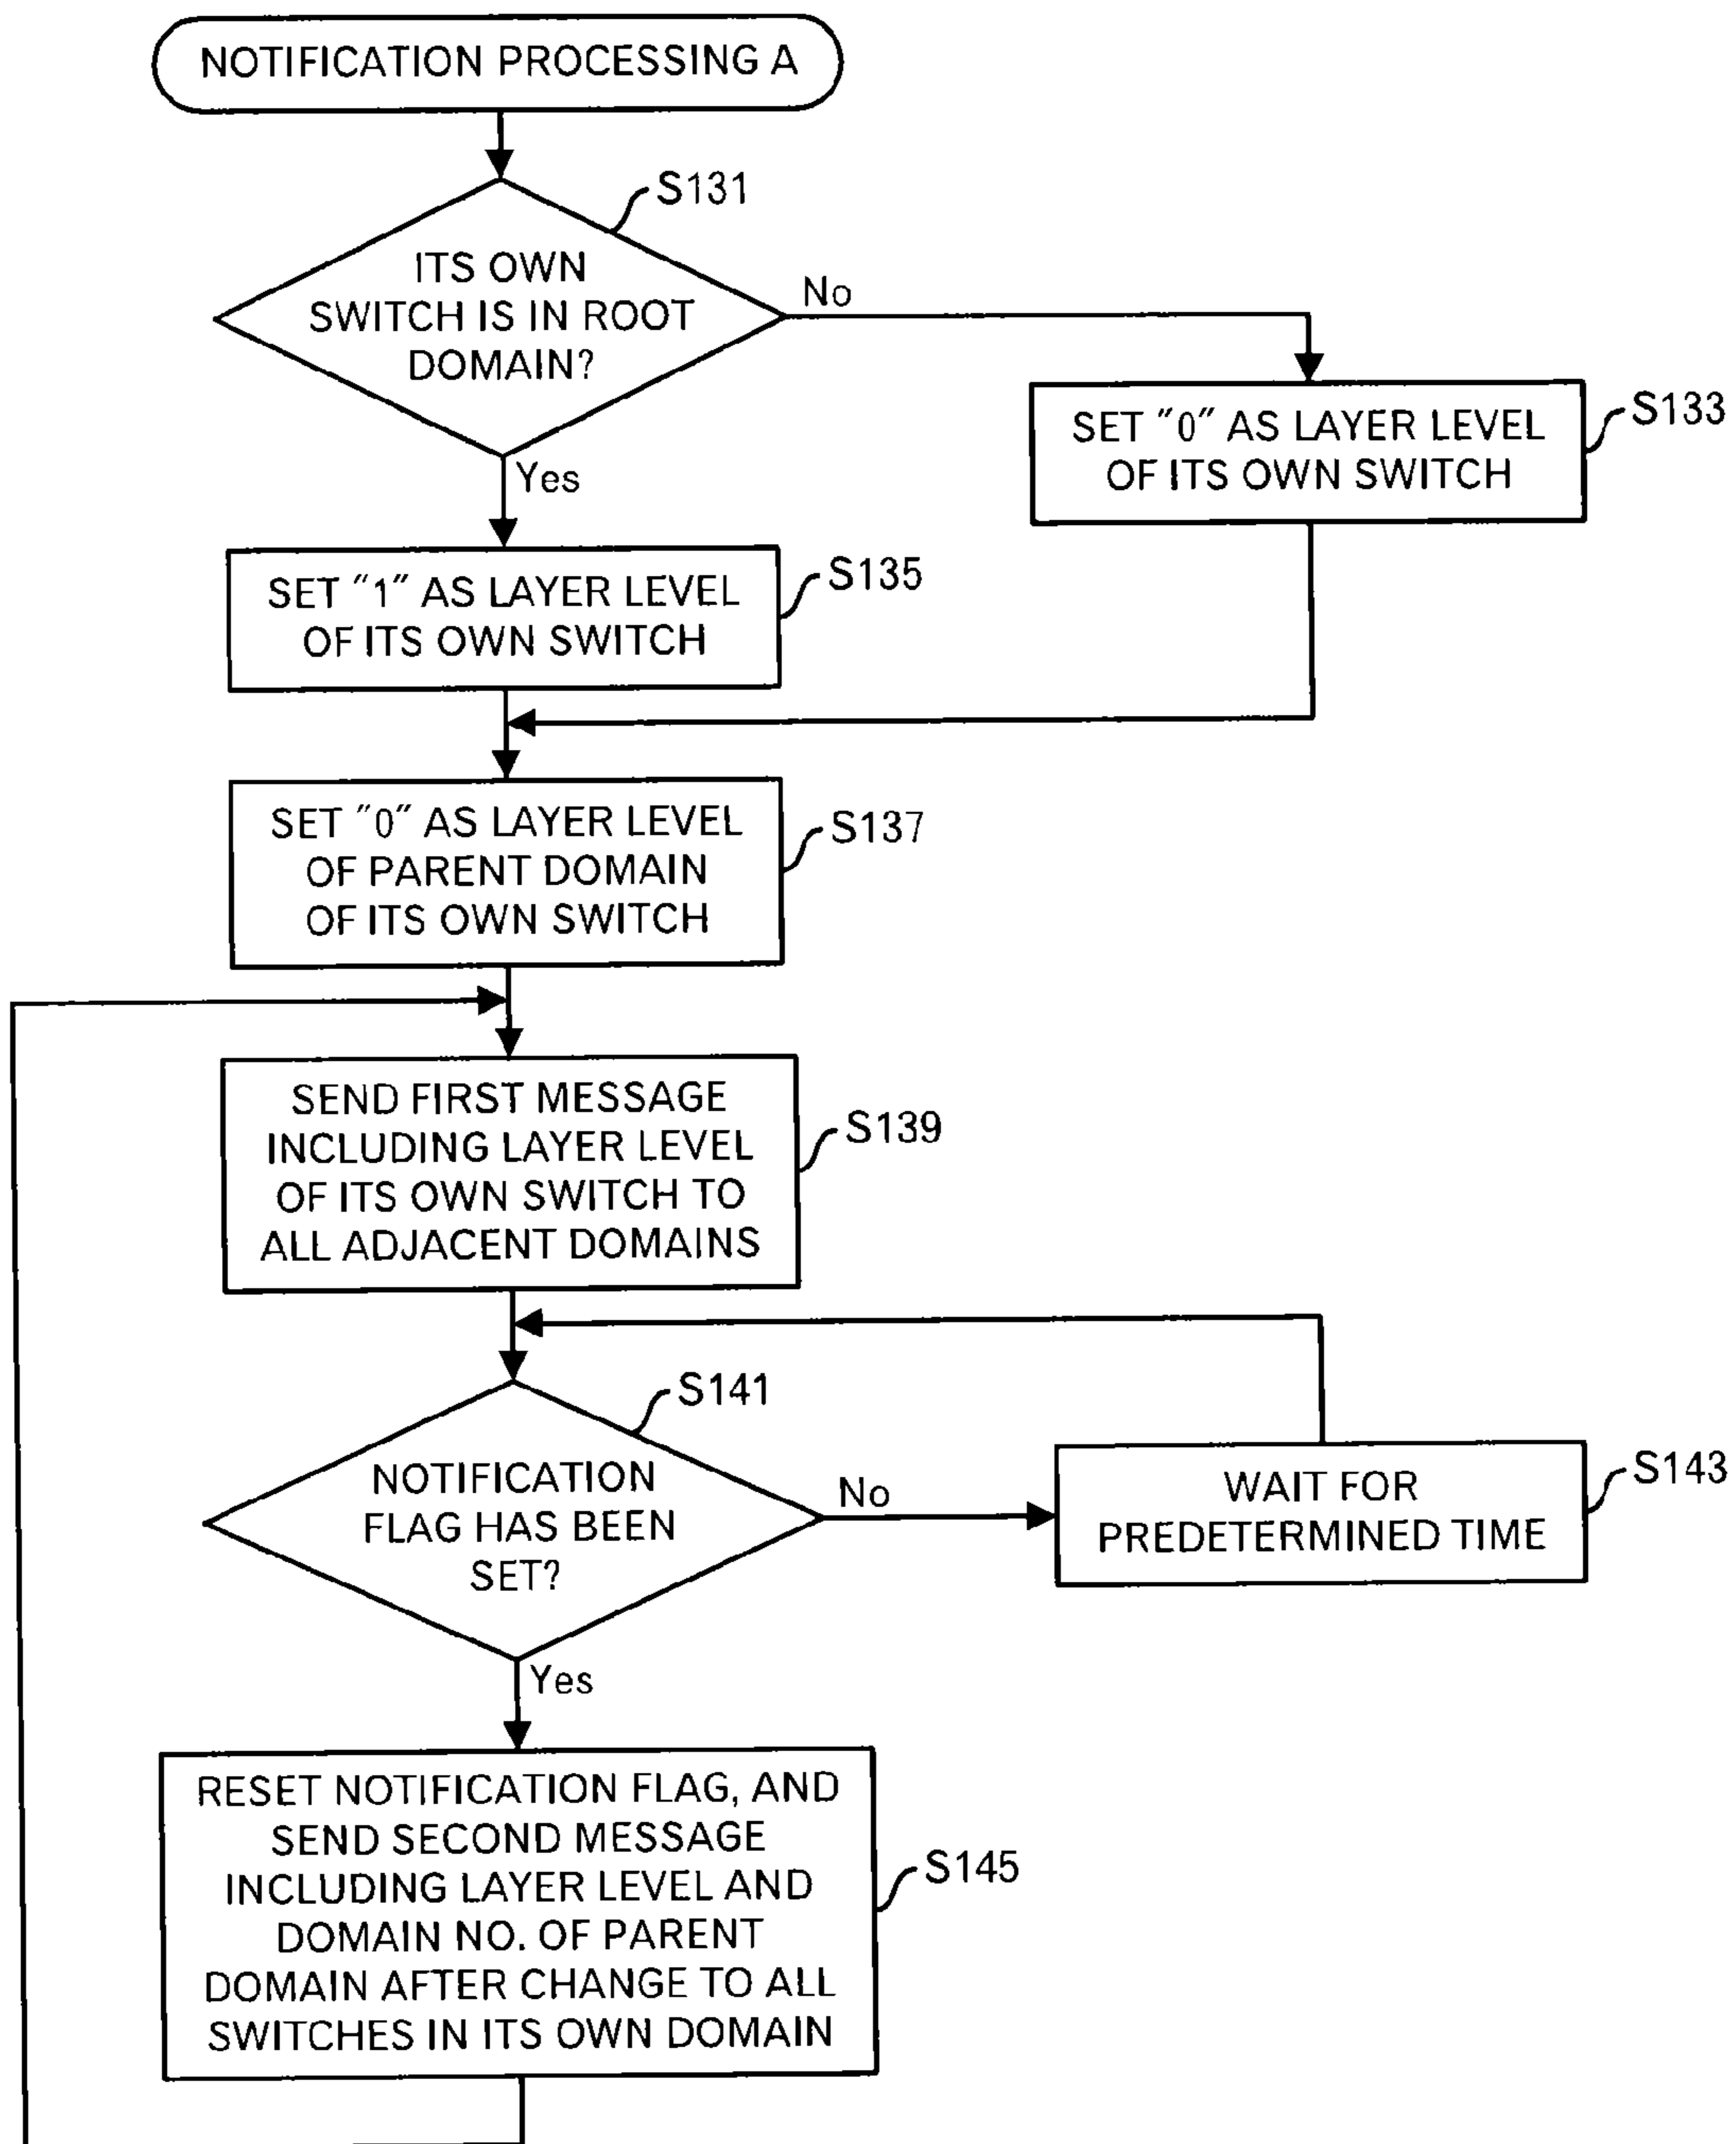 NOTIFICATION PROCESSING A
S131
ITS OWN
SWITCH IS IN ROOT
DOMAIN?
No
Yes
SET "0" AS LAYER LEVEL
OF ITS OWN SWITCH
S133
SET "1" AS LAYER LEVEL
OF ITS OWN SWITCH
S135
SET "0" AS LAYER LEVEL
OF PARENT DOMAIN
OF ITS OWN SWITCH
S137
SEND FIRST MESSAGE
INCLUDING LAYER LEVEL
OF ITS OWN SWITCH TO
ALL ADJACENT DOMAINS
S139
S141
NOTIFICATION
FLAG HAS BEEN
SET?
No
WAIT FOR
PREDETERMINED TIME
S143
Yes
RESET NOTIFICATION FLAG, AND
SEND SECOND MESSAGE
INCLUDING LAYER LEVEL AND
DOMAIN NO. OF PARENT
DOMAIN AFTER CHANGE TO ALL
SWITCHES IN ITS OWN DOMAIN
S145